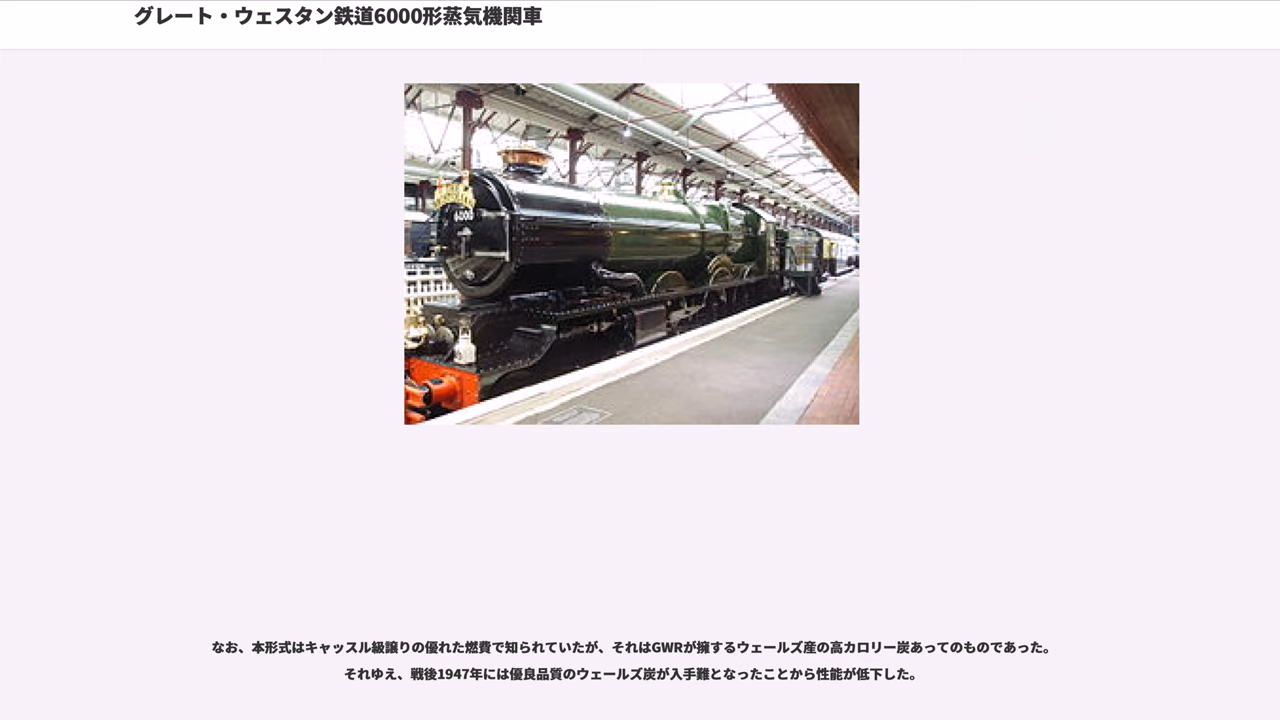 グレート・ウェスタン鉄道6000形蒸気機関車
6000
なお、本形式はキャッスル級譲りの優れた燃費で知られていたが、それはGWRが擁するウェールズ産の高カロリー炭あってのものであった。
それゆえ、戦後1947年には優良品質のウェールズ炭が入手難となったことから性能が低下した。